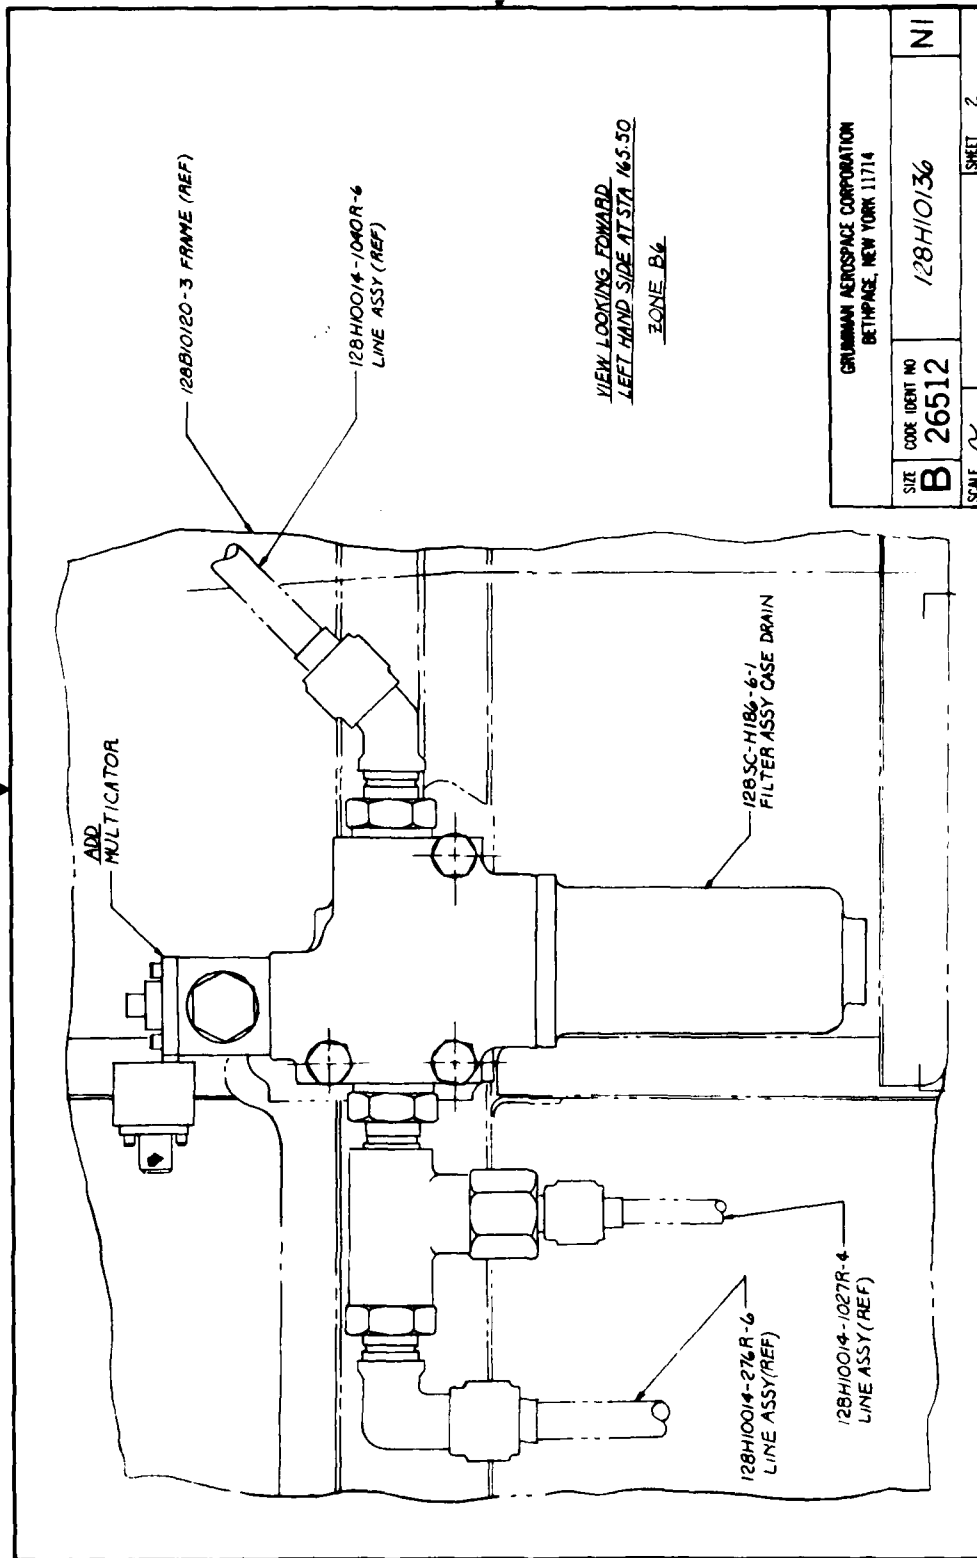 ADD
MULTICATOR
128B10120-3 FRAME (REF)
128H10014-1040R-6
LINE ASSY (REF)
128H10014-276R-6
LINE ASSY (REF)
128H10014-1027R-4
LINE ASSY (REF)
128SC-H186-6-1
FILTER ASSY CASE DRAIN
VIEW LOOKING FOWARD
LEFT HAND SIDE AT STA 165.50
ZONE B6
GRUMMAN AEROSPACE CORPORATION
BETHPAGE, NEW YORK 11714
SIZE
B
CODE IDENT NO
26512
128H10136
N1
SCALE
SHEET 2